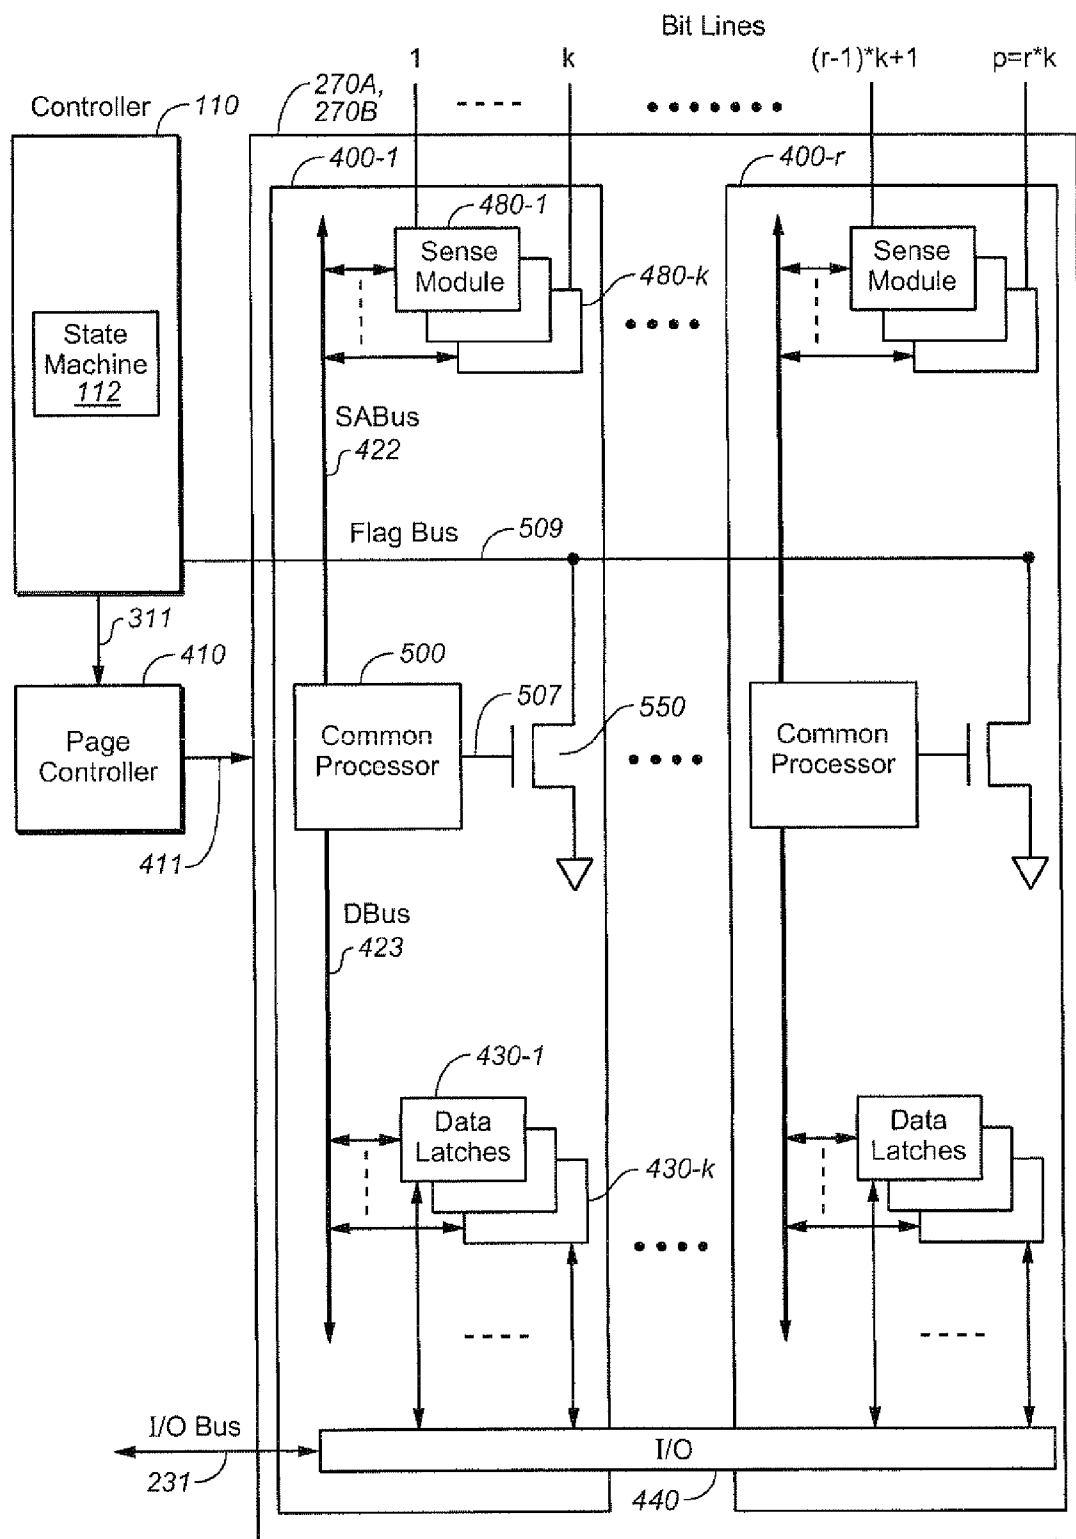 Bit Lines
1
k
(r-1)*k+1
p=r*k
270A,
270B
Controller
110
400-1
400-r
480-1
Sense
Module
480-k
Sense
Module
State
Machine
112
SABus
422
Flag Bus
509
311
410
500
507
550
Page
Controller
Common
Processor
Common
Processor
411
DBus
423
430-1
Data
Latches
430-k
Data
Latches
I/O Bus
231
I/O
440